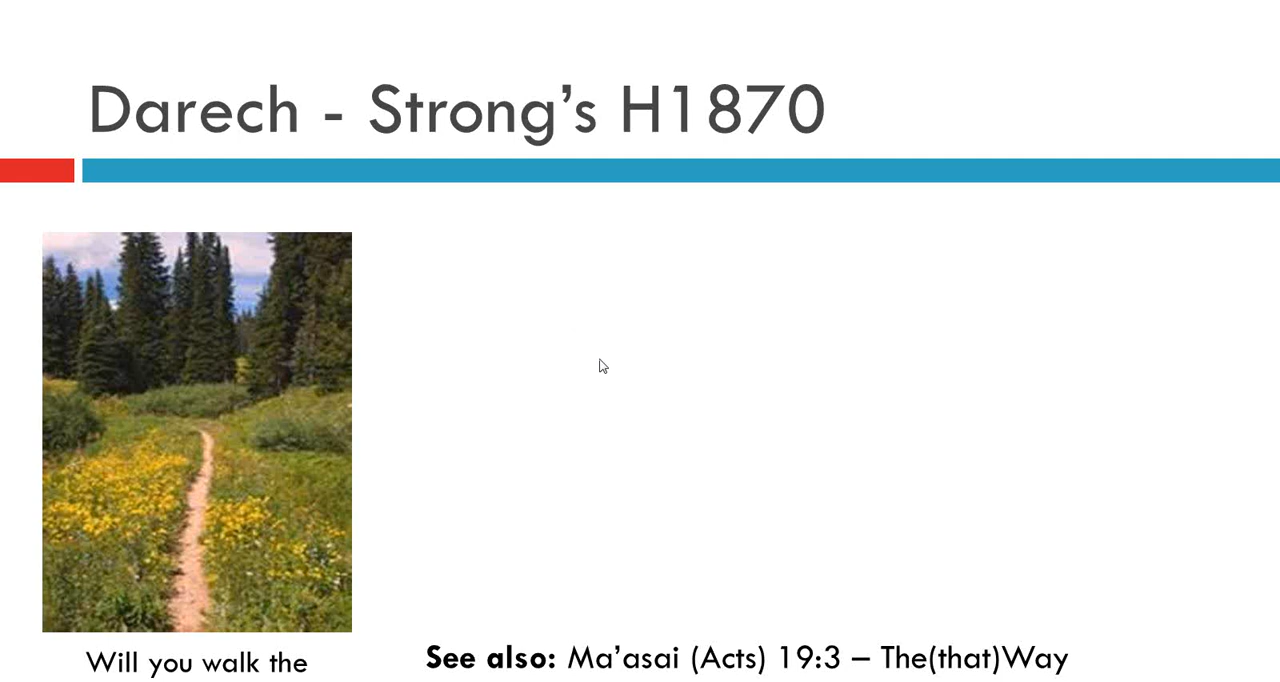 Darech - Strong’s H1870
Will you walk the
See also: Ma’asai (Acts) 19:3 – The(that)Way